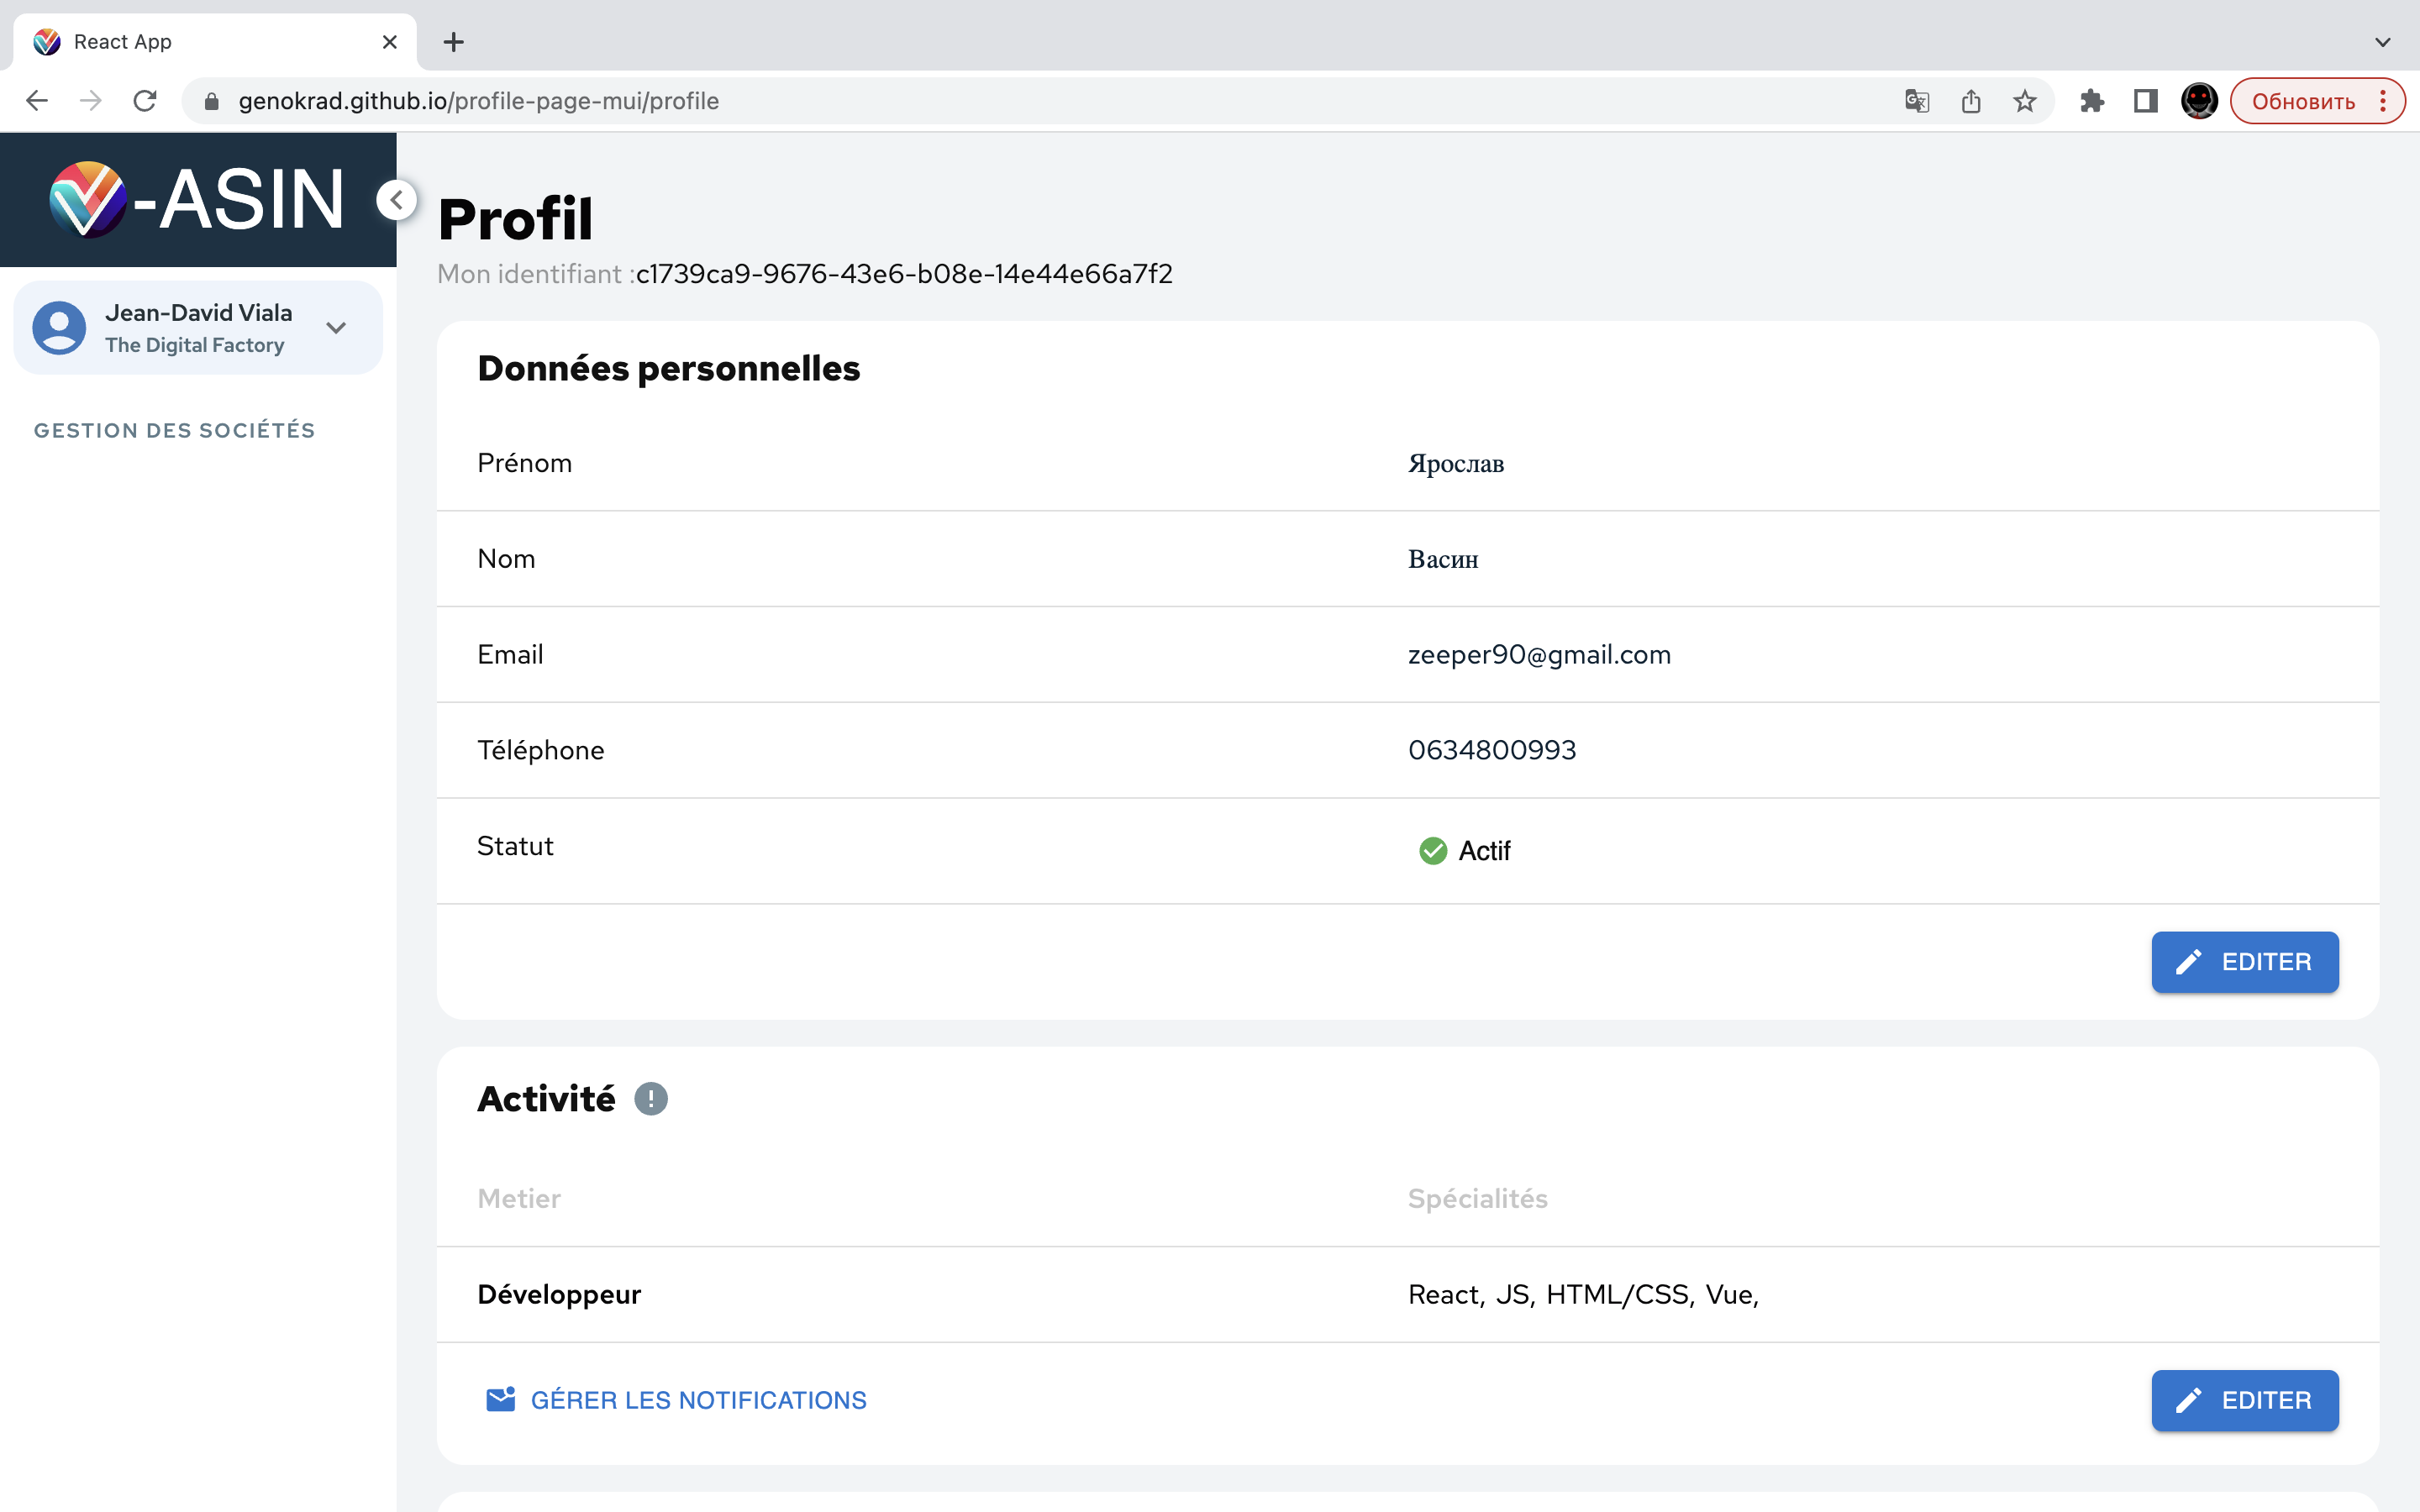 React App
genokrad.github.io/profile-page-mui/profile
Обновить
-ASIN
Jean-David Viala
The Digital Factory
GESTION DES SOCIÉTÉS
Profil
Mon identifiant :c1739ca9-9676-43e6-b08e-14e44e66a7f2
Données personnelles
Prénom Ярослав
Nom Васин
Email zeeper90@gmail.com
Téléphone 0634800993
Statut Actif
EDITER
Activité
Metier Spécialités
Développeur React, JS, HTML/CSS, Vue,
GÉRER LES NOTIFICATIONS EDITER